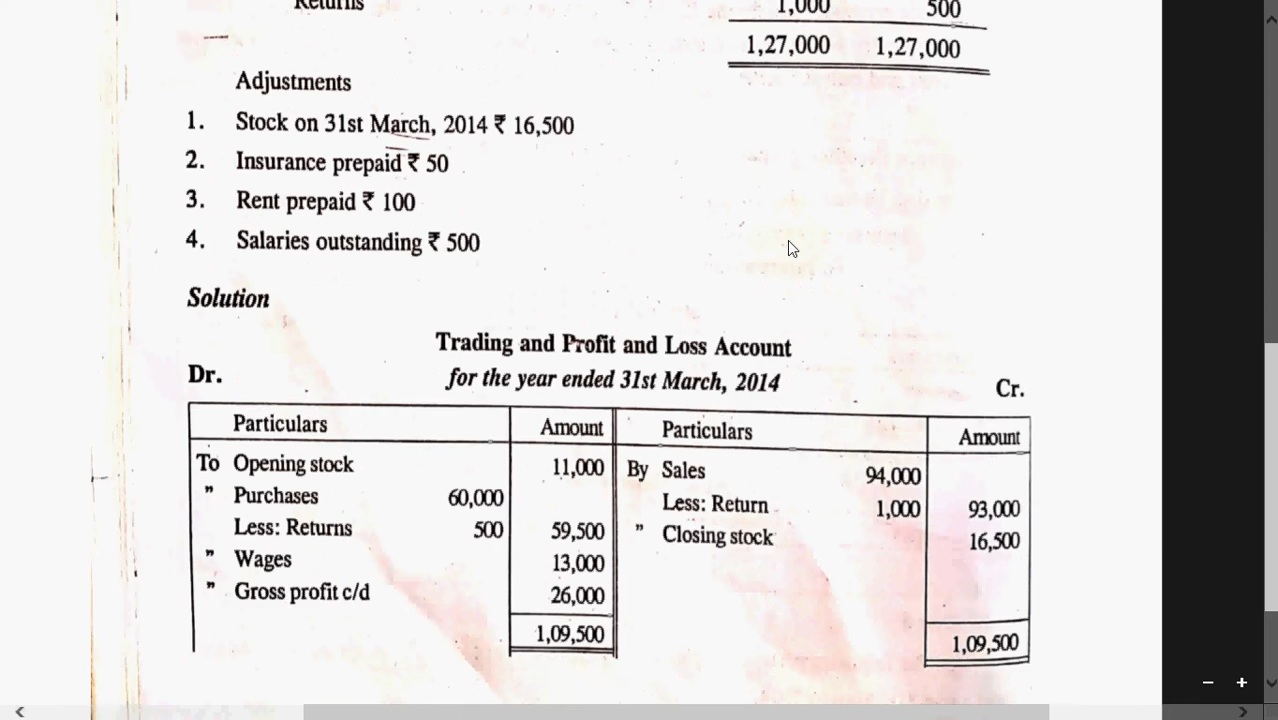 Returns 1,000 500
1,27,000 1,27,000
Adjustments
1. Stock on 31st March, 2014 ₹ 16,500
2. Insurance prepaid ₹ 50
3. Rent prepaid ₹ 100
4. Salaries outstanding ₹ 500
Solution
Trading and Profit and Loss Account
Dr. for the year ended 31st March, 2014 Cr.
Particulars Amount Particulars Amount
To Opening stock 11,000 By Sales 94,000
" Purchases 60,000 Less: Return 1,000 93,000
Less: Returns 500 59,500 " Closing stock 16,500
" Wages 13,000
" Gross profit c/d 26,000
1,09,500 1,09,500